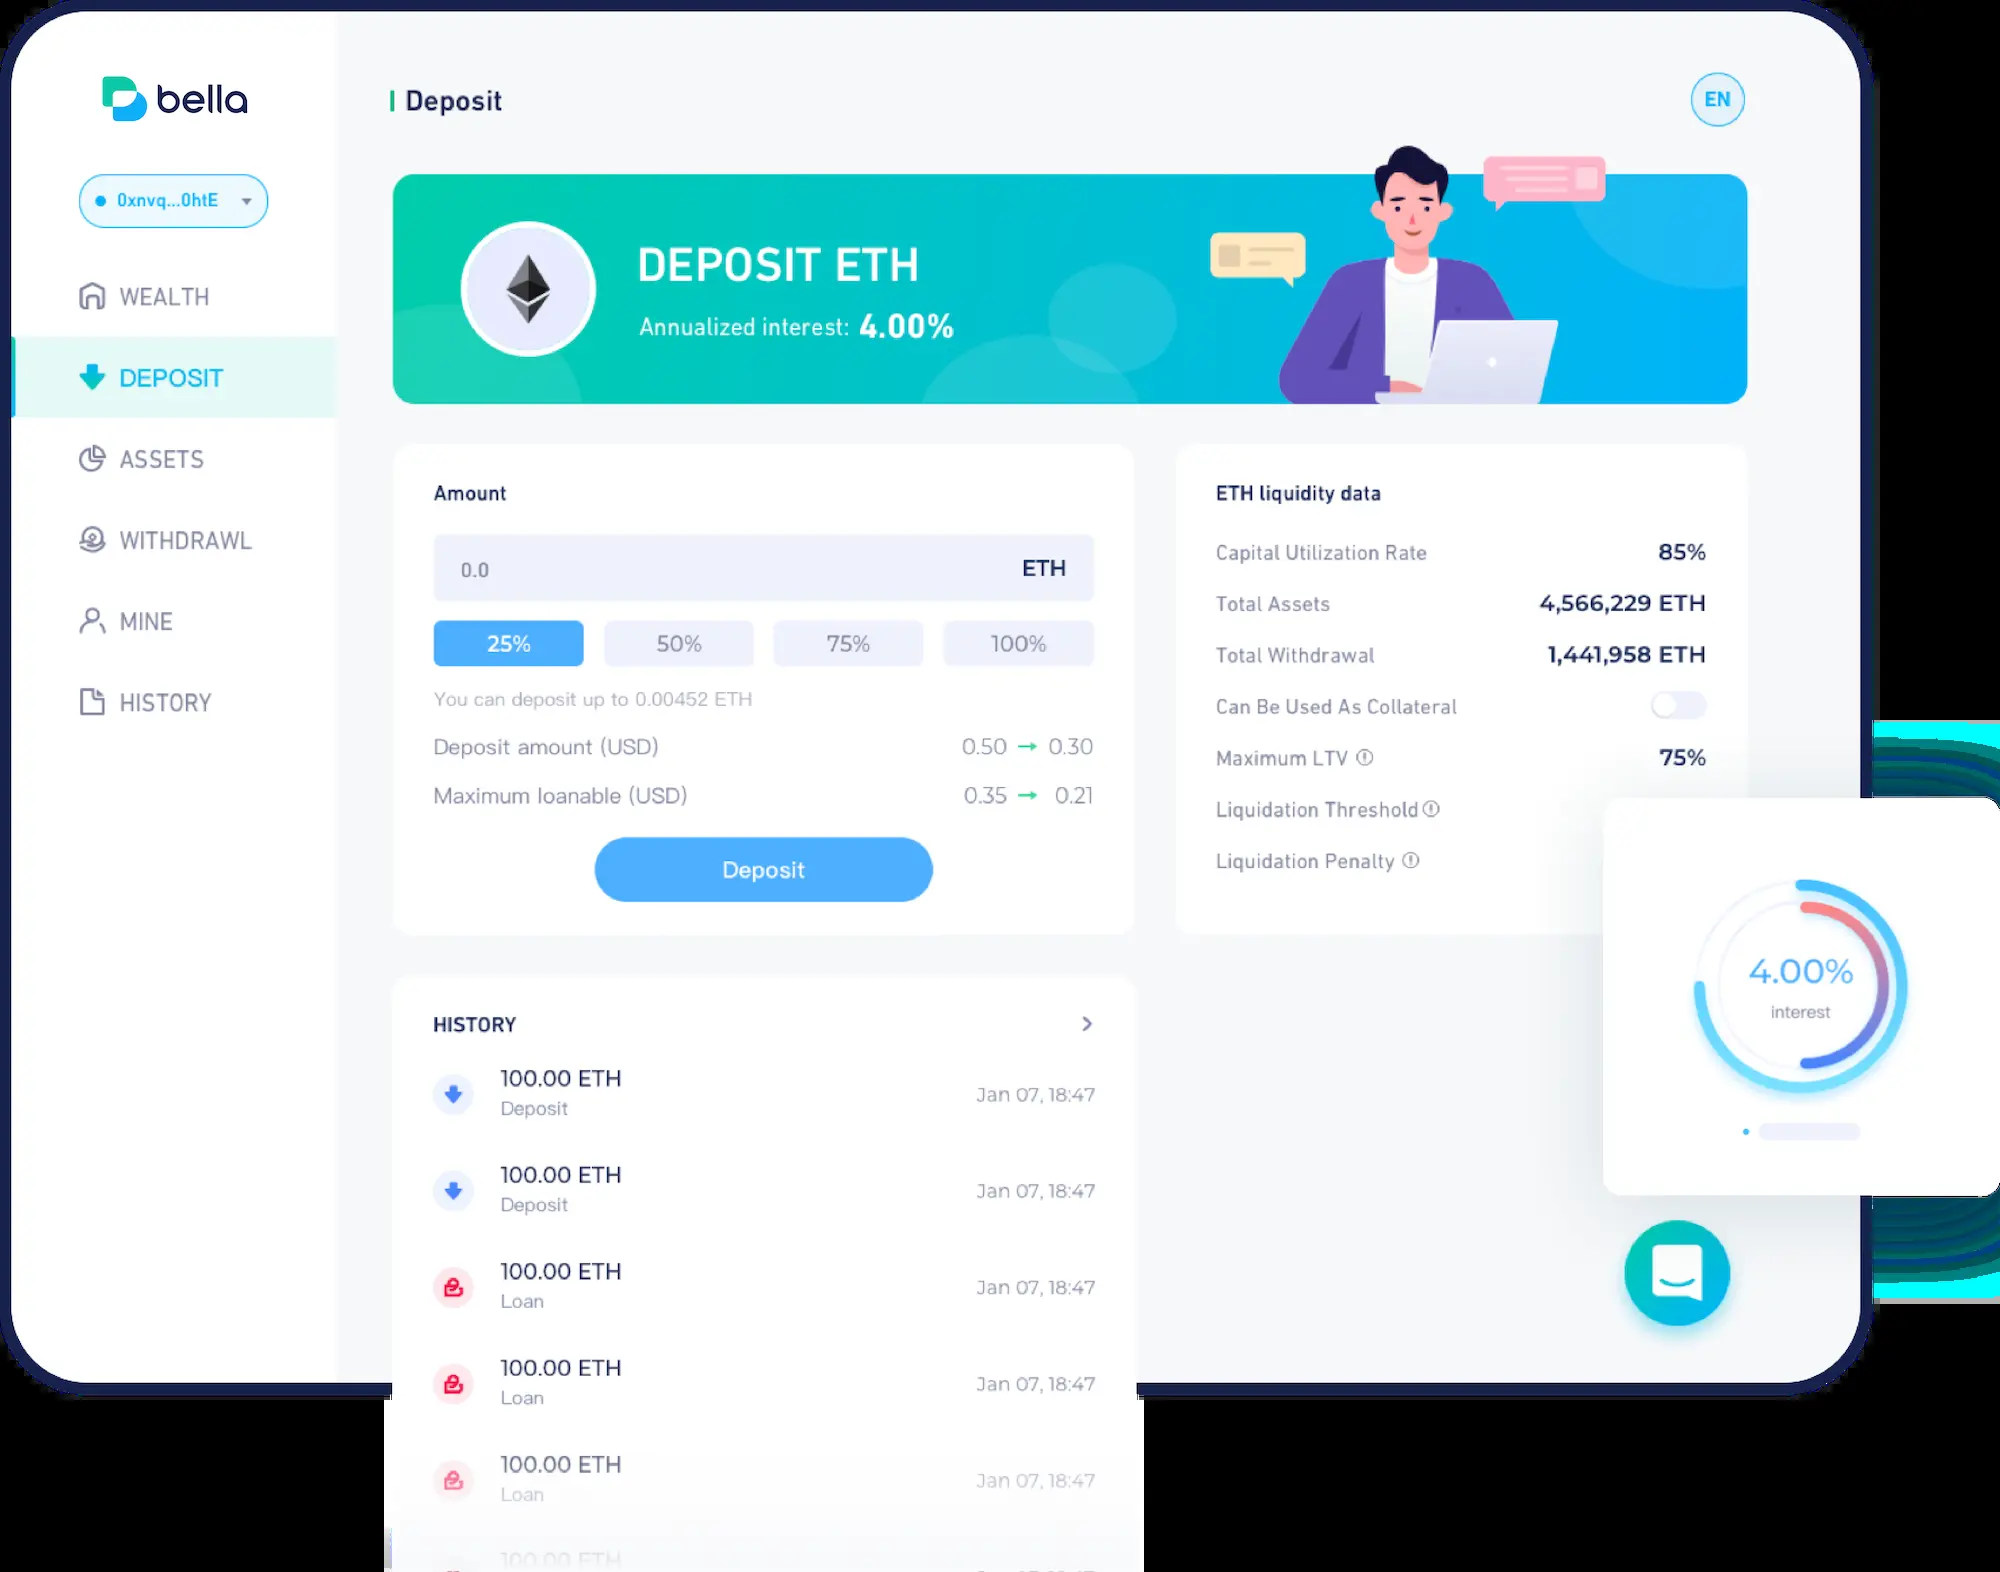 bella
0xnvq...0htE
WEALTH
DEPOSIT
ASSETS
WITHDRAWL
MINE
HISTORY
Deposit
EN
DEPOSIT ETH
Annualized interest: 4.00%
Amount
0.0 ETH
25% 50% 75% 100%
You can deposit up to 0.00452 ETH
Deposit amount (USD) 0.50 → 0.30
Maximum loanable (USD) 0.35 → 0.21
Deposit
ETH liquidity data
Capital Utilization Rate 85%
Total Assets 4,566,229 ETH
Total Withdrawal 1,441,958 ETH
Can Be Used As Collateral
Maximum LTV 75%
Liquidation Threshold
Liquidation Penalty
4.00%
interest
HISTORY
100.00 ETH
Deposit
Jan 07, 18:47
100.00 ETH
Deposit
Jan 07, 18:47
100.00 ETH
Loan
Jan 07, 18:47
100.00 ETH
Loan
Jan 07, 18:47
100.00 ETH
Loan
Jan 07, 18:47
100.00 ETH